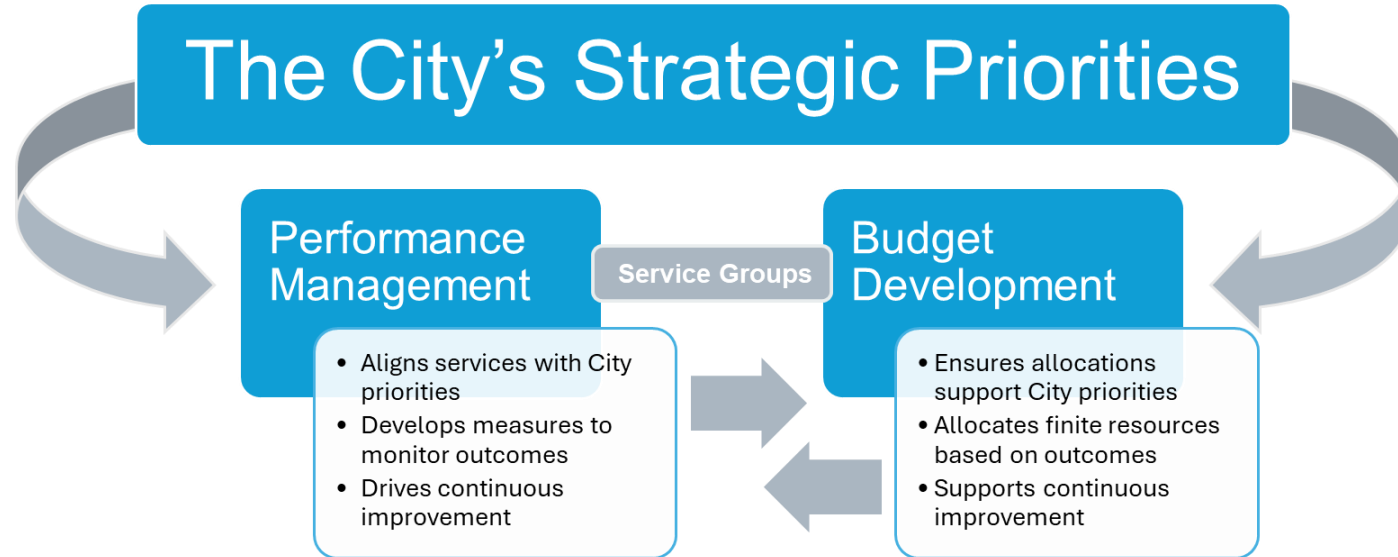 The City’s Strategic Priorities
Performance
Management
Service Groups
Budget
Development
• Aligns services with City
priorities
• Develops measures to
monitor outcomes
• Drives continuous
improvement
• Ensures allocations
support City priorities
• Allocates finite resources
based on outcomes
• Supports continuous
improvement